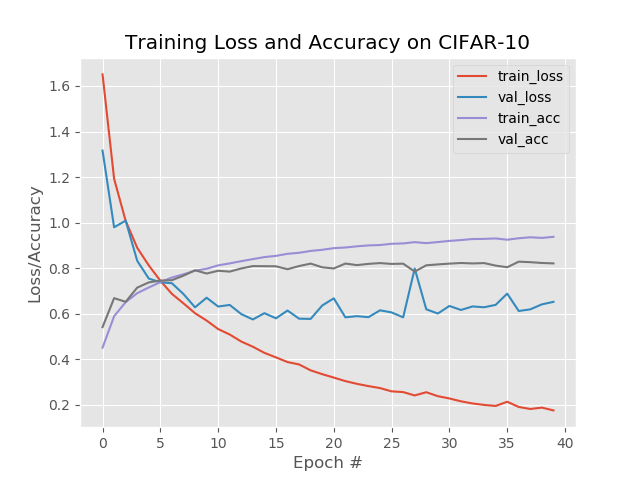 Training Loss and Accuracy on CIFAR-10
train_loss
val_loss
train_acc
val_acc
Loss/Accuracy
1.6
1.4
1.2
1.0
0.8
0.6
0.4
0.2
0 5 10 15 20 25 30 35 40
Epoch #